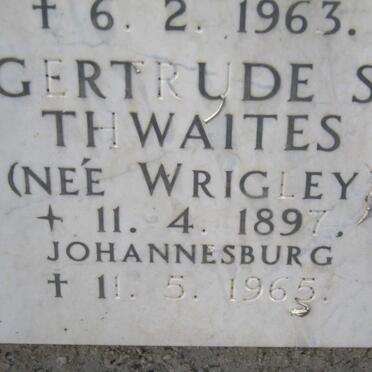 † 6. 2. 1963.
GERTRUDE S
THWAITES
(NEÉ WRIGLEY)
+ 11. 4. 1897.
JOHANNESBURG
† 11. 5. 1965.